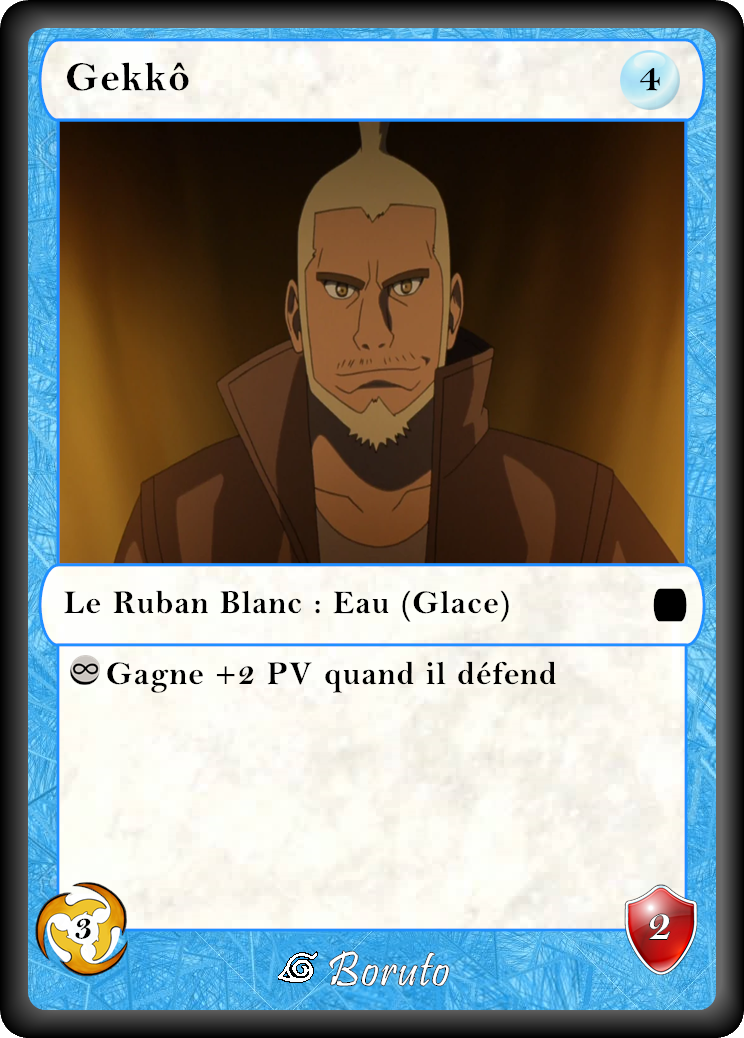 Gekkô
4
Le Ruban Blanc : Eau (Glace)
Gagne +2 PV quand il défend
3
2
Boruto